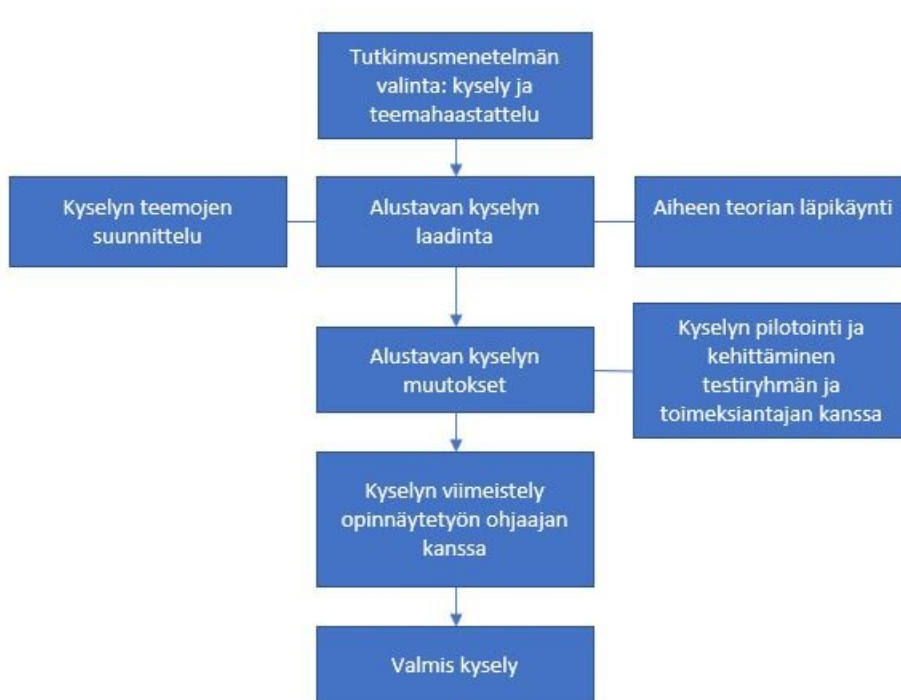 Tutkimusmenetelmän
valinta: kysely ja
teemahaastattelu
Kyselyn teemojen
suunnittelu
Alustavan kyselyn
laadinta
Aiheen teorian läpikäynti
Alustavan kyselyn
muutokset
Kyselyn pilotointi ja
kehittäminen
testiryhmän ja
toimeksiantajan kanssa
Kyselyn viimeistely
opinnäytetyön ohjaajan
kanssa
Valmis kysely